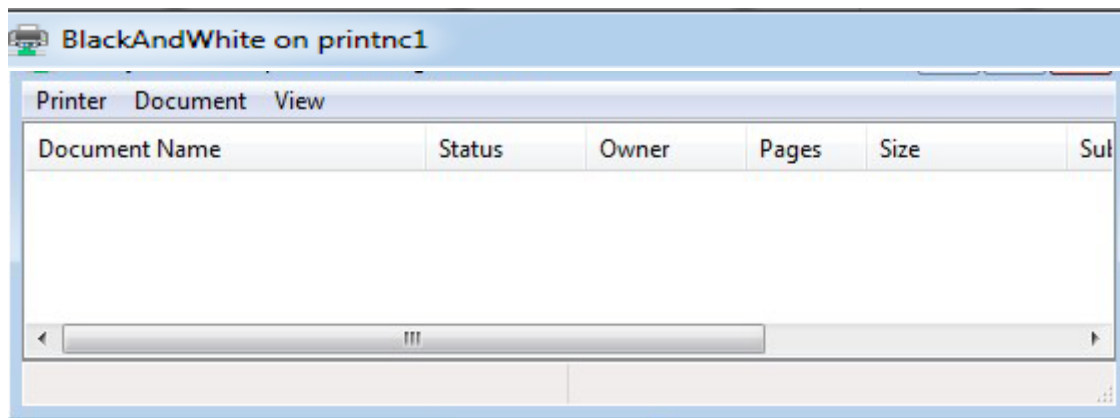 BlackAndWhite on printnc1
Printer Document View
Document Name Status Owner Pages Size